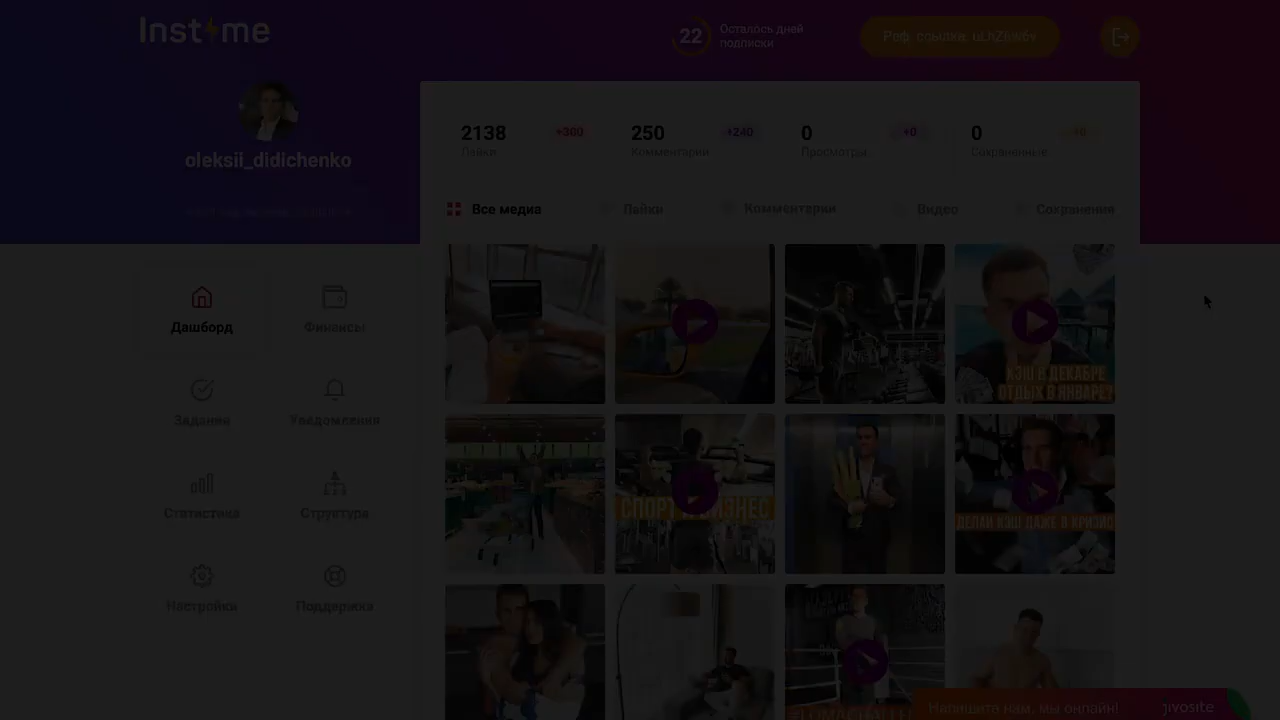 Inst me
22
Осталось дней
подписки
Реф. ссылка:
oleksii_didichenko
2138
+300
Лайки
250
+240
Комментарии
0
+0
Просмотры
0
+0
Сохраненные
Все медиа
Лайки
Комментарии
Видео
Сохранения
Дашборд
Финансы
Задания
Уведомления
Статистика
Структура
Настройки
Поддержка
КЭШ В ДЕКАБРЕ
ОТДЫХ В ЯНВАРЕ?
СПОРТ БИЗНЕС
ДЕЛАЙ КЭШ ДАЖЕ В КРИЗИС
Напишите нам, мы онлайн!
jivosite